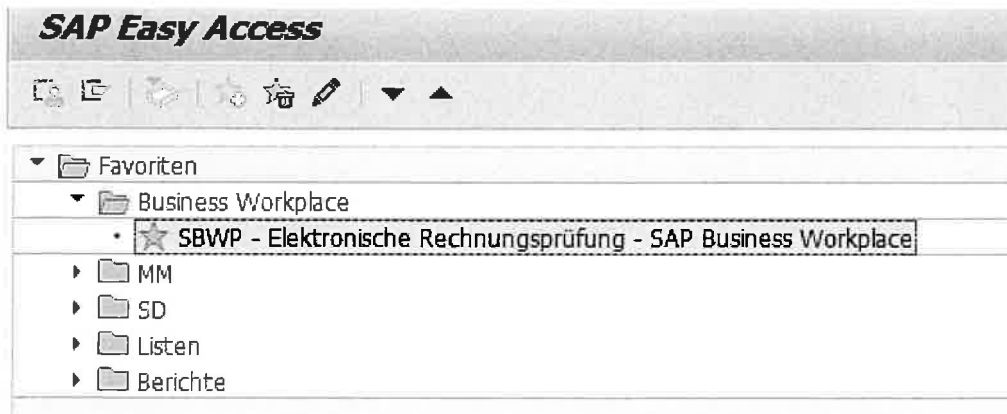 SAP Easy Access
Favoriten
Business Workplace
SBWP - Elektronische Rechnungsprüfung - SAP Business Workplace
MM
SD
Listen
Berichte